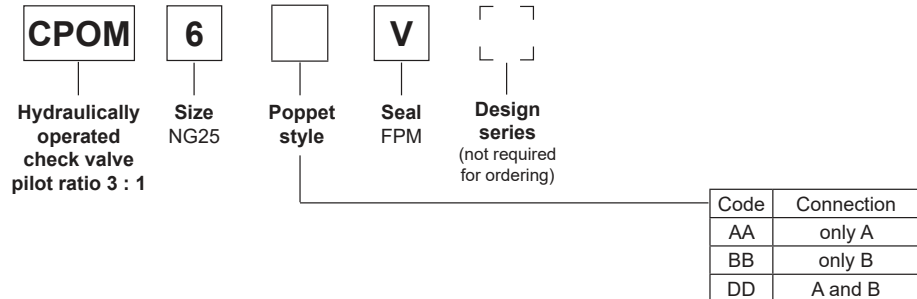 CPOM 6 V
Hydraulically
operated
check valve
pilot ratio 3 : 1
Size
NG25
Poppet
style
Seal
FPM
Design
series
(not required
for ordering)
Code Connection
AA only A
BB only B
DD A and B